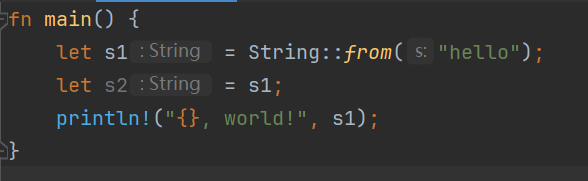 fn main() {
    let s1: String = String::from(s: "hello");
    let s2: String = s1;
    println!("{}, world!", s1);
}